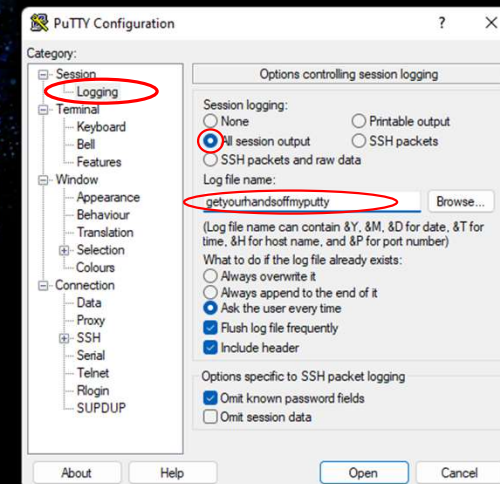 PuTTY Configuration
?
×
Category:
Session
Logging
Terminal
Keyboard
Bell
Features
Window
Appearance
Behaviour
Translation
Selection
Colours
Connection
Data
Proxy
SSH
Serial
Telnet
Rlogin
SUPDUP
Options controlling session logging
Session logging:
None
Printable output
All session output
SSH packets
SSH packets and raw data
Log file name:
getyourhandsoffmyputty
Browse...
(Log file name can contain &Y, &M, &D for date, &T for
time, &H for host name, and &P for port number)
What to do if the log file already exists:
Always overwrite it
Always append to the end of it
Ask the user every time
Flush log file frequently
Include header
Options specific to SSH packet logging
Omit known password fields
Omit session data
About
Help
Open
Cancel